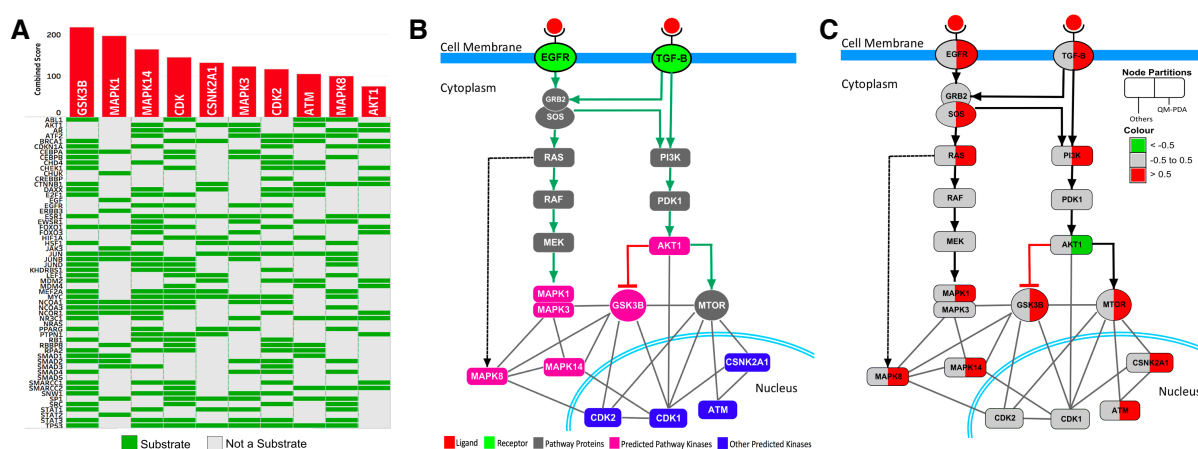 A
Combined Score
200
100
0
GSK3B
MAPK1
MAPK14
CDK
CSNK2A1
MAPK3
CDK2
ATM
MAPK8
AKT1
ABL1
AKT1
AR
ATF2
BRCA1
CDKN1A
CEBPA
CEBPB
CHD4
CHEK1
CHUK
CREBBP
CTNNB1
DAXX
E2F1
EGF
EGFR
ERBB3
ESR1
EWSR1
FOXO1
FOXO3
HIF1A
HSF1
JAK3
JUN
JUNB
JUND
KHDRBS1
LEF1
MDM2
MDM4
MEF2A
MYC
NCOA1
NCOA3
NCOR1
NR3C1
NRAS
PPARG
PTPN1
RB1
RBBP8
RPA2
SMAD1
SMAD2
SMAD3
SMAD4
SMAD5
SMARCC1
SMARCC2
SNW1
SP1
SRC
STAT1
STAT2
STAT3
TP53
Substrate
Not a Substrate
B
Cell Membrane
EGFR
TGF-B
Cytoplasm
GRB2
SOS
RAS
PI3K
RAF
PDK1
MEK
AKT1
MAPK1
MAPK3
GSK3B
MTOR
MAPK8
MAPK14
CSNK2A1
Nucleus
CDK2
CDK1
ATM
Ligand
Receptor
Pathway Proteins
Predicted Pathway Kinases
Other Predicted Kinases
C
Cell Membrane
EGFR
TGF-B
Cytoplasm
Node Partitions
Others
QM-PDA
Colour
< -0.5
-0.5 to 0.5
> 0.5
GRB2
SOS
RAS
PI3K
RAF
PDK1
MEK
AKT1
MAPK1
MAPK3
GSK3B
MTOR
MAPK8
MAPK14
CSNK2A1
Nucleus
CDK2
CDK1
ATM